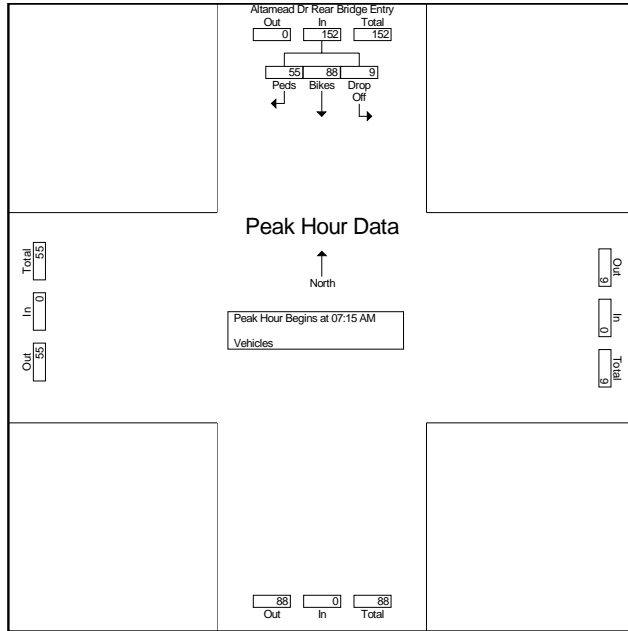 Altamead Dr Rear Bridge Entry
Out In Total
0 152 152
55 88 9
Peds Bikes Drop
Off
Peak Hour Data
North
Peak Hour Begins at 07:15 AM
Vehicles
Total 55
In 0
Out 55
Out 9
In 0
Total 9
88 0 88
Out In Total